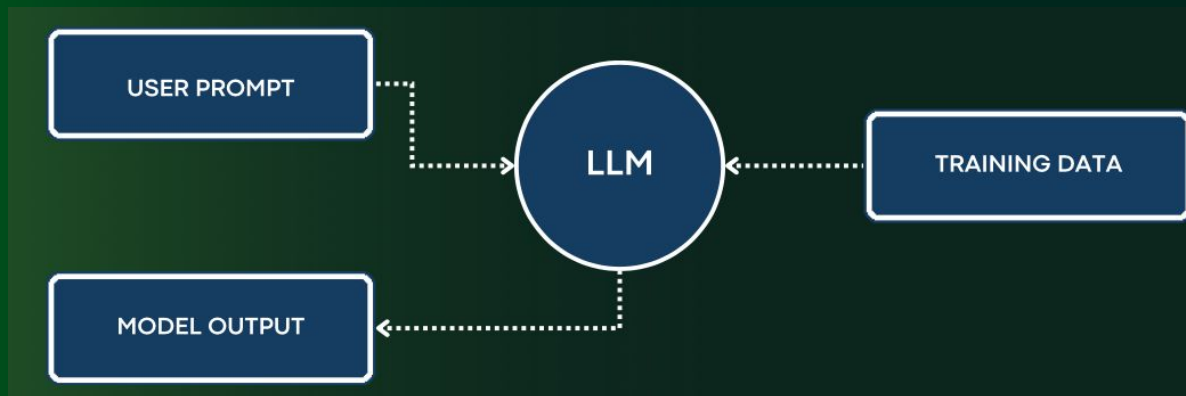 USER PROMPT
LLM
TRAINING DATA
MODEL OUTPUT